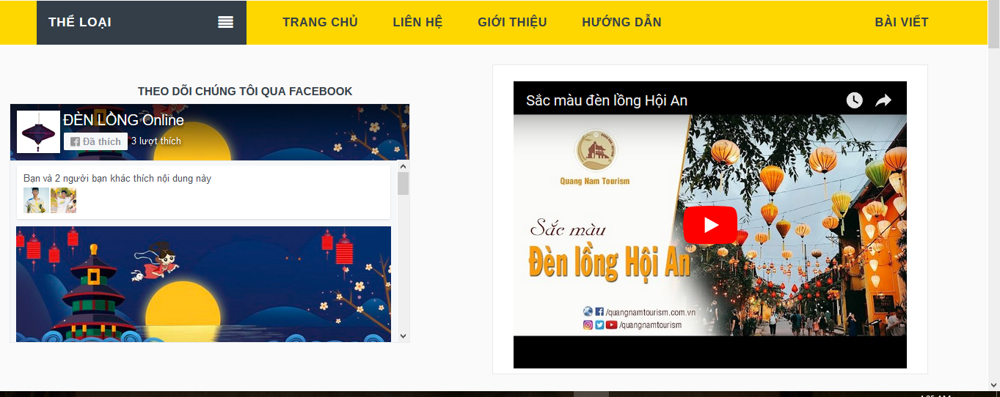 THỂ LOẠI
TRANG CHỦ
LIÊN HỆ
GIỚI THIỆU
HƯỚNG DẪN
BÀI VIẾT
THEO DÕI CHÚNG TÔI QUA FACEBOOK
ĐÈN LỒNG Online
Đã thích
3 lượt thích
Bạn và 2 người bạn khác thích nội dung này
Sắc màu đèn lồng Hội An
Quang Nam Tourism
Sắc màu
Đèn lồng Hội An
/quangnamtourism.com.vn
/quangnamtourism